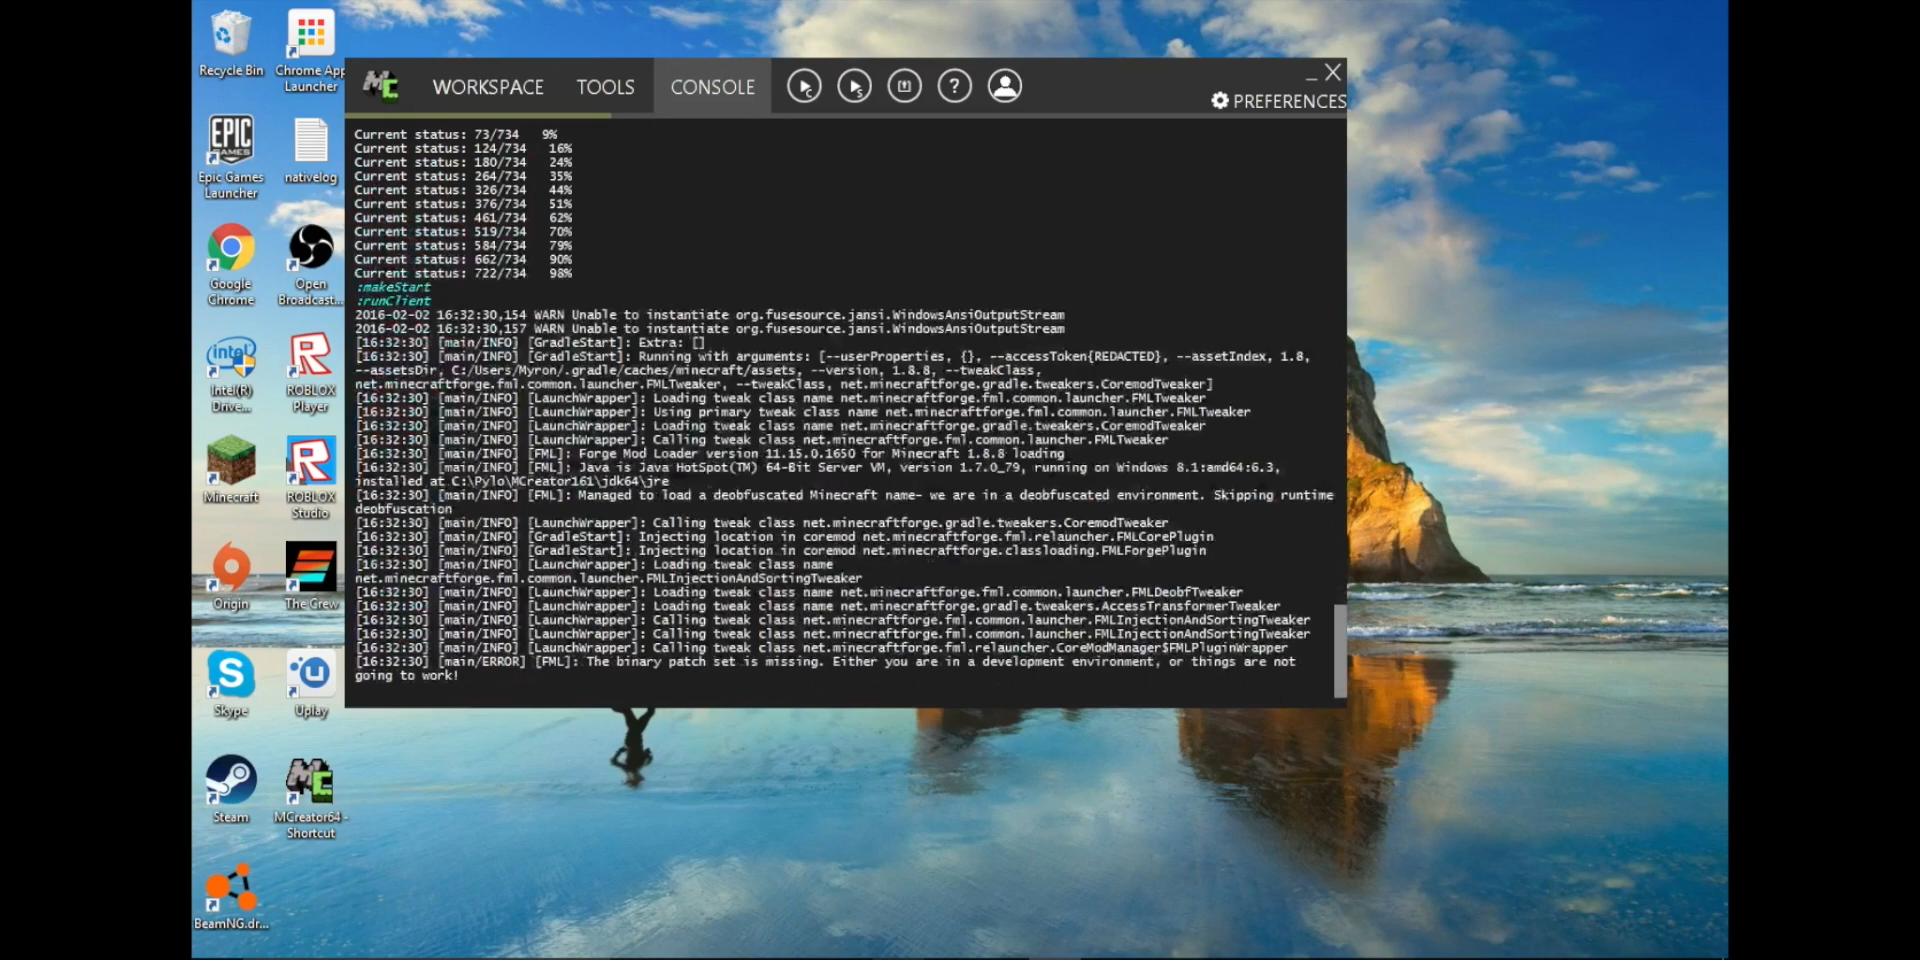 Recycle Bin
Chrome App
Launcher
Epic Games
Launcher
nativelog
Google
Chrome
Open
Broadcast...
Intel(R)
Drive...
ROBLOX
Player
Minecraft
ROBLOX
Studio
Origin
The Crew
Skype
Uplay
Steam
MCreator64 -
Shortcut
BeamNG.dr...
EPIC
GAMES
intel
WORKSPACE
TOOLS
CONSOLE
PREFERENCES
Current status: 73/734 9%
Current status: 124/734 16%
Current status: 180/734 24%
Current status: 264/734 35%
Current status: 326/734 44%
Current status: 376/734 51%
Current status: 461/734 62%
Current status: 519/734 70%
Current status: 584/734 79%
Current status: 662/734 90%
Current status: 722/734 98%
:makeStart
:runClient
2016-02-02 16:32:30,154 WARN Unable to instantiate org.fusesource.jansi.WindowsAnsiOutputStream
2016-02-02 16:32:30,157 WARN Unable to instantiate org.fusesource.jansi.WindowsAnsiOutputStream
[16:32:30] [main/INFO] [GradleStart]: Extra: []
[16:32:30] [main/INFO] [GradleStart]: Running with arguments: [--userProperties, {}, --accessToken{REDACTED}, --assetIndex, 1.8,
--assetsDir, C:/Users/Myron/.gradle/caches/minecraft/assets, --version, 1.8.8, --tweakClass,
net.minecraftforge.fml.common.launcher.FMLTweaker, --tweakClass, net.minecraftforge.gradle.tweakers.CoremodTweaker]
[16:32:30] [main/INFO] [LaunchWrapper]: Loading tweak class name net.minecraftforge.fml.common.launcher.FMLTweaker
[16:32:30] [main/INFO] [LaunchWrapper]: Using primary tweak class name net.minecraftforge.fml.common.launcher.FMLTweaker
[16:32:30] [main/INFO] [LaunchWrapper]: Loading tweak class name net.minecraftforge.gradle.tweakers.CoremodTweaker
[16:32:30] [main/INFO] [LaunchWrapper]: Calling tweak class net.minecraftforge.fml.common.launcher.FMLTweaker
[16:32:30] [main/INFO] [FML]: Forge Mod Loader version 11.15.0.1650 for Minecraft 1.8.8 loading
[16:32:30] [main/INFO] [FML]: Java is Java HotSpot(TM) 64-Bit Server VM, version 1.7.0_79, running on Windows 8.1:amd64:6.3,
installed at C:\Pylo\MCreator161\jdk64\jre
[16:32:30] [main/INFO] [FML]: Managed to load a deobfuscated Minecraft name- we are in a deobfuscated environment. Skipping runtime
deobfuscation
[16:32:30] [main/INFO] [LaunchWrapper]: Calling tweak class net.minecraftforge.gradle.tweakers.CoremodTweaker
[16:32:30] [main/INFO] [GradleStart]: Injecting location in coremod net.minecraftforge.fml.relauncher.FMLCorePlugin
[16:32:30] [main/INFO] [GradleStart]: Injecting location in coremod net.minecraftforge.classloading.FMLForgePlugin
[16:32:30] [main/INFO] [LaunchWrapper]: Loading tweak class name
net.minecraftforge.fml.common.launcher.FMLInjectionAndSortingTweaker
[16:32:30] [main/INFO] [LaunchWrapper]: Loading tweak class name net.minecraftforge.fml.common.launcher.FMLDeobfTweaker
[16:32:30] [main/INFO] [LaunchWrapper]: Loading tweak class name net.minecraftforge.gradle.tweakers.AccessTransformerTweaker
[16:32:30] [main/INFO] [LaunchWrapper]: Calling tweak class net.minecraftforge.fml.common.launcher.FMLInjectionAndSortingTweaker
[16:32:30] [main/INFO] [LaunchWrapper]: Calling tweak class net.minecraftforge.fml.common.launcher.FMLInjectionAndSortingTweaker
[16:32:30] [main/INFO] [LaunchWrapper]: Calling tweak class net.minecraftforge.fml.relauncher.CoreModManager$FMLPluginWrapper
[16:32:30] [main/ERROR] [FML]: The binary patch set is missing. Either you are in a development environment, or things are not
going to work!